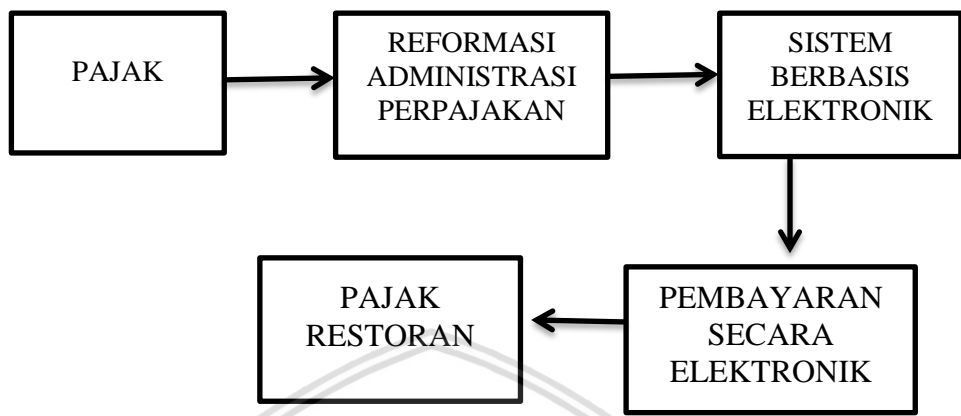 PAJAK
REFORMASI
ADMINISTRASI
PERPAJAKAN
SISTEM
BERBASIS
ELEKTRONIK
PEMBAYARAN
SECARA
ELEKTRONIK
PAJAK
RESTORAN